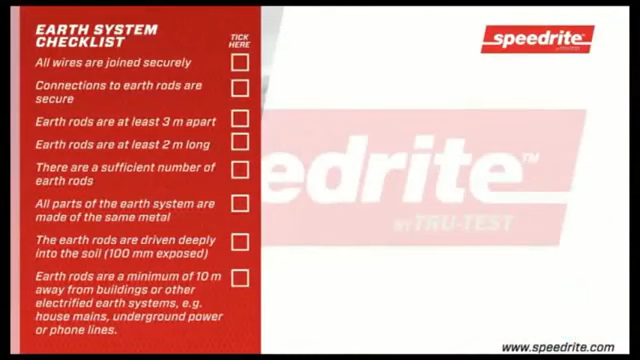 EARTH SYSTEM
CHECKLIST
TICK
HERE
All wires are joined securely
Connections to earth rods are
secure
Earth rods are at least 3 m apart
Earth rods are at least 2 m long
There are a sufficient number of
earth rods
All parts of the earth system are
made of the same metal
The earth rods are driven deeply
into the soil (100 mm exposed)
Earth rods are a minimum of 10 m
away from buildings or other
electrified earth systems, e.g.
house mains, underground power
or phone lines.
speedrite™
edrite™
BY TRU-TEST
www.speedrite.com